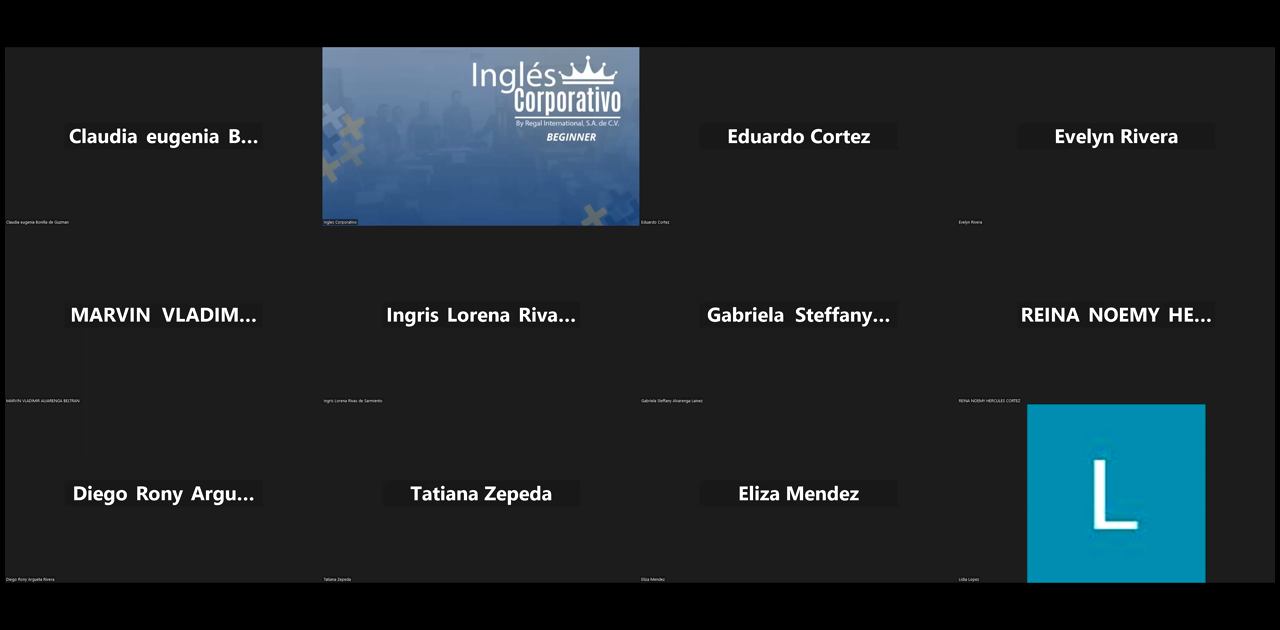 Claudia eugenia B...
Claudia eugenia Bonilla de Guzman
Inglés
Corporativo
By Regal International, S.A. de C.V.
BEGINNER
Ingles Corporativo
Eduardo Cortez
Eduardo Cortez
Evelyn Rivera
Evelyn Rivera
MARVIN VLADIM...
MARVIN VLADIMIR ALVARENGA BELTRAN
Ingris Lorena Riva...
Ingris Lorena Rivas de Sarmiento
Gabriela Steffany...
Gabriela Steffany Alvarenga Lainez
REINA NOEMY HE...
REINA NOEMY HERCULES CORTEZ
Diego Rony Argu...
Diego Rony Argueta Rivera
Tatiana Zepeda
Tatiana Zepeda
Eliza Mendez
Eliza Mendez
L
Lidia Lopez